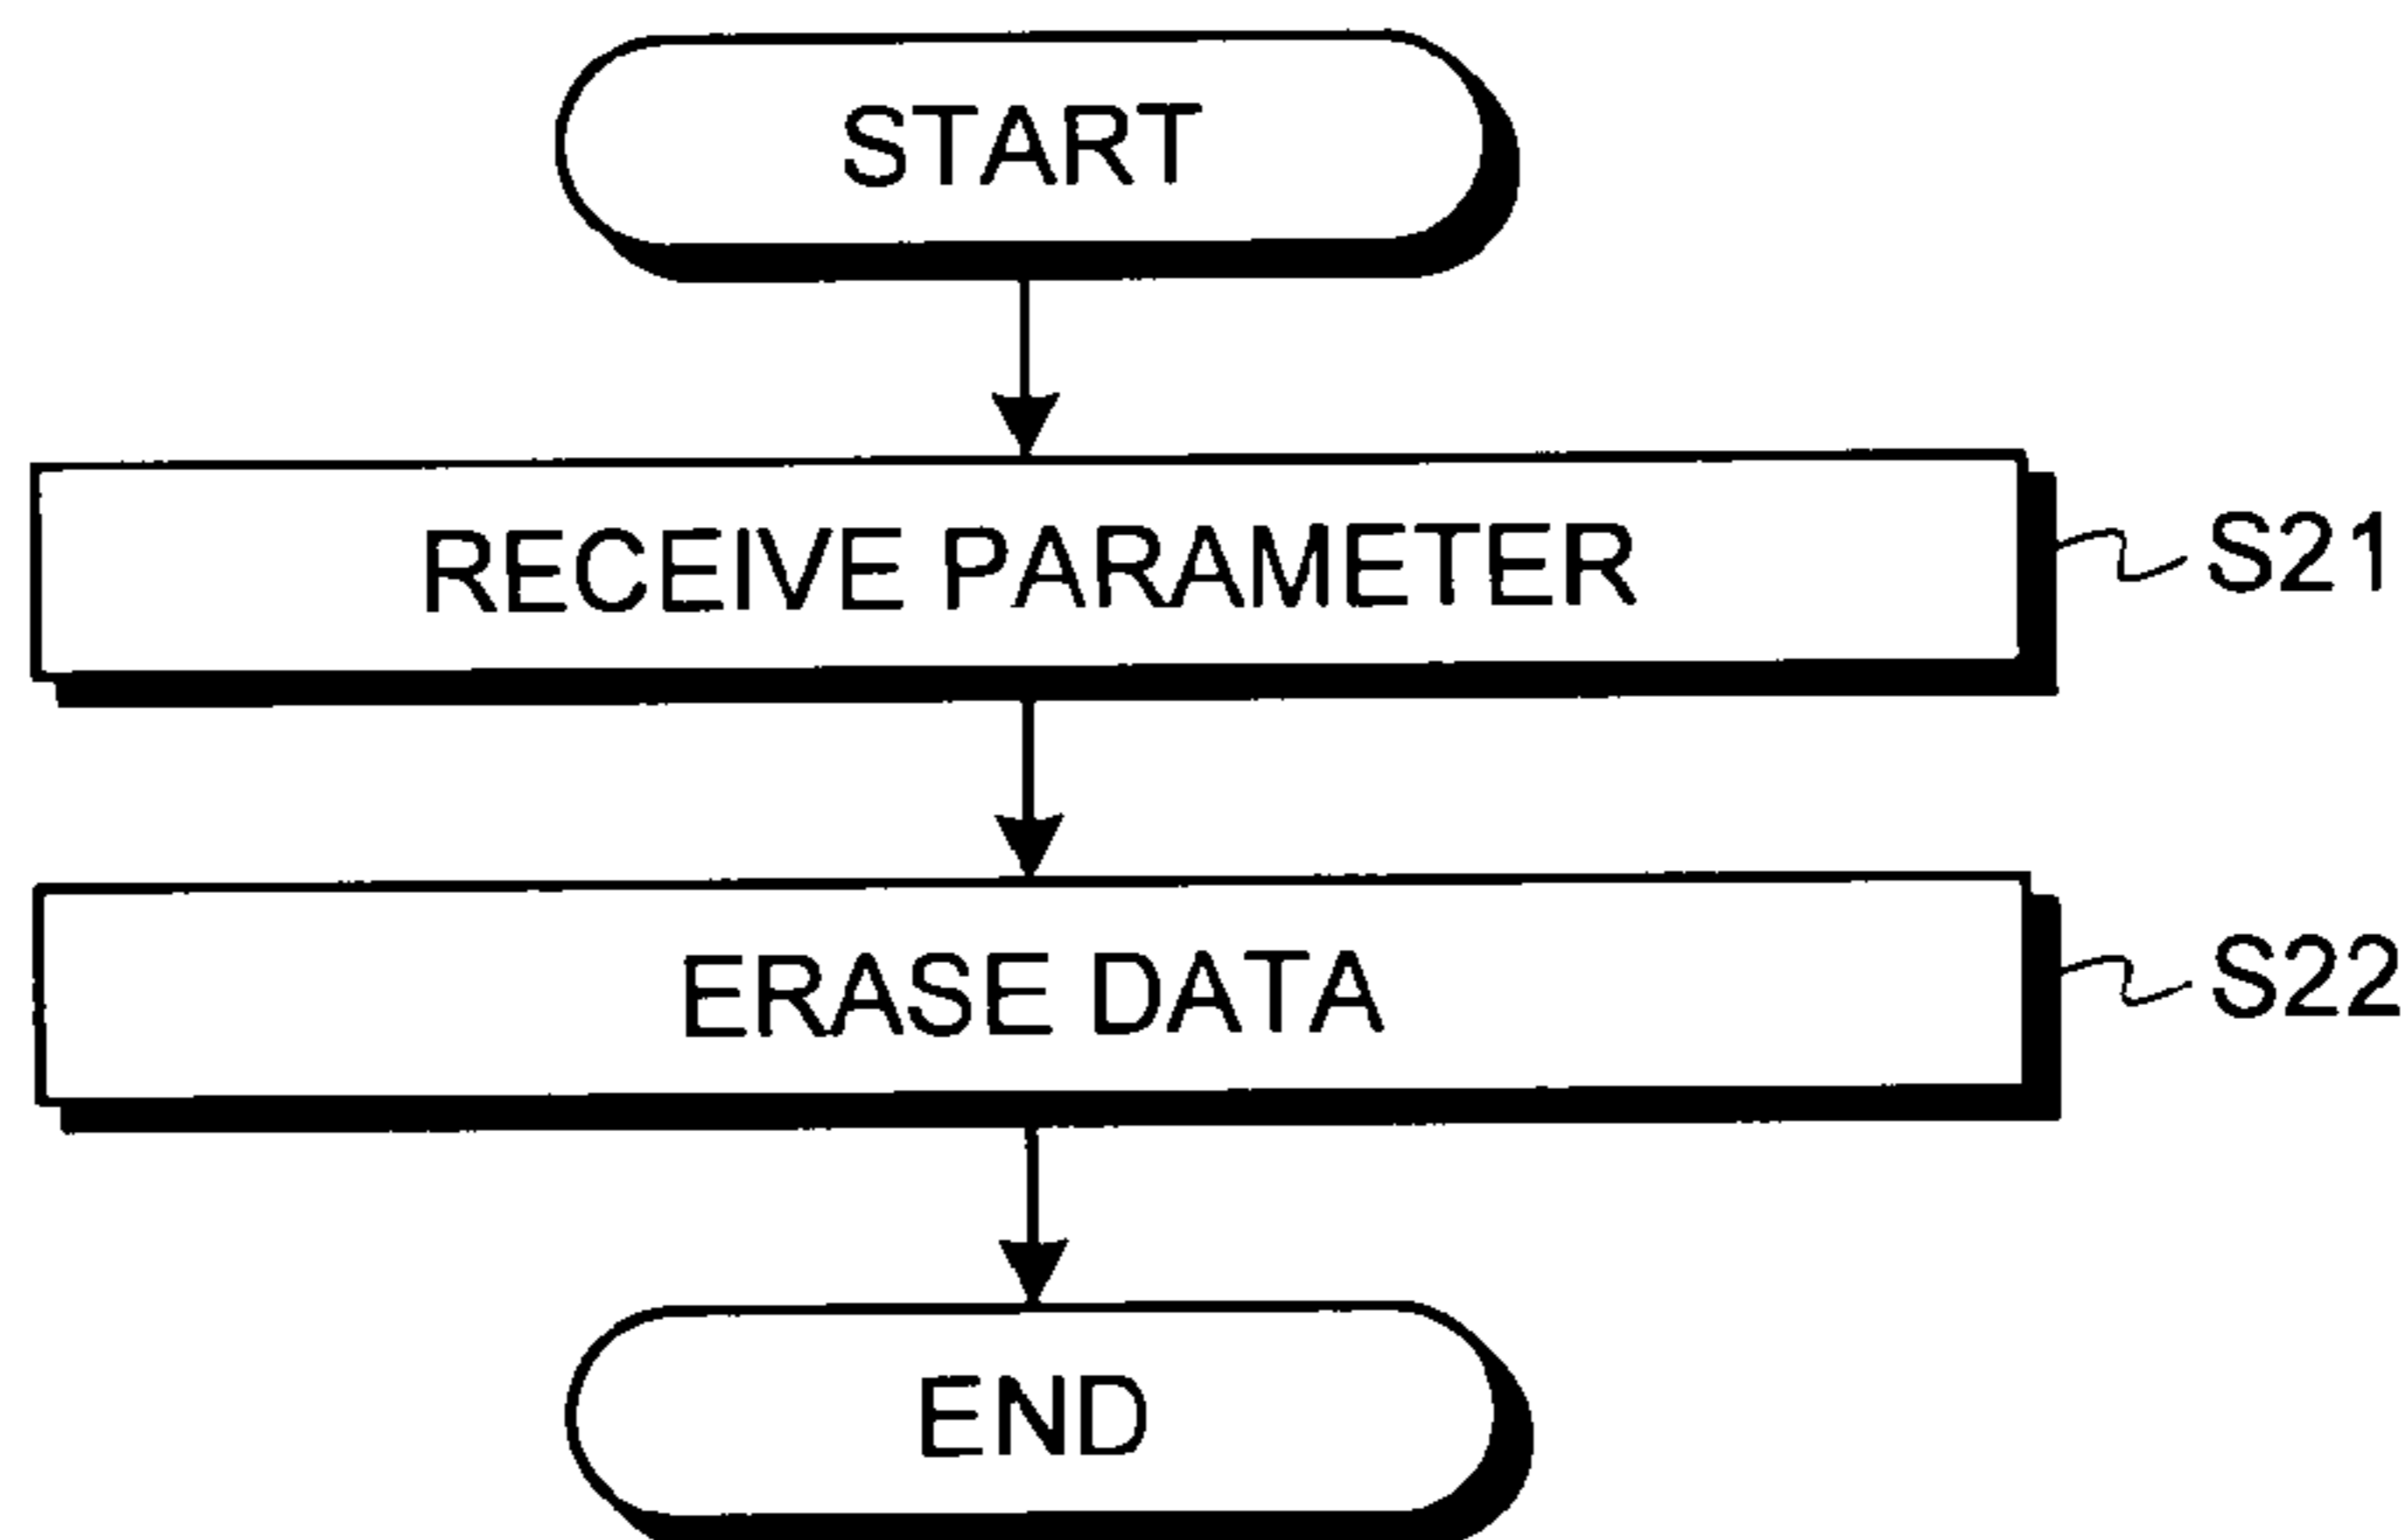 START
RECEIVE PARAMETER S21
ERASE DATA S22
END